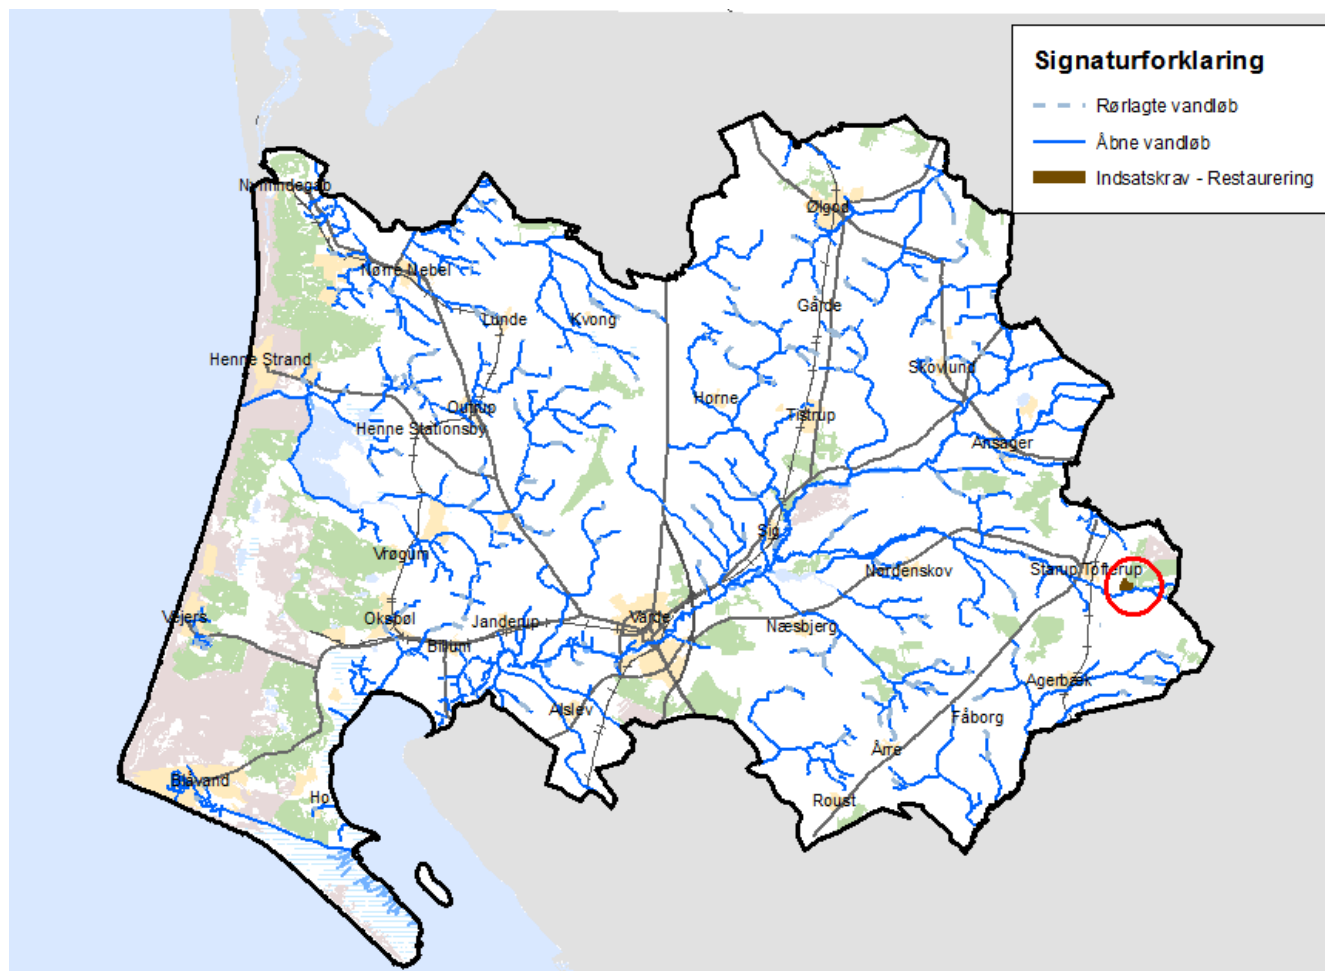 Signaturforklaring
Rørlagte vandløb
Åbne vandløb
Indsatskrav - Restaurering
Nymindegab
Ølgod
Nørre Nebel
Gårde
Lunde
Kvong
Henne Strand
Skovlund
Horne
Outrup
Tistrup
Henne Stationsby
Ansager
Sig
Vrøgum
Nordenskov
Starup Tofterup
Vejers
Oksbøl
Janderup
Varde
Næsbjerg
Billum
Agerbæk
Alslev
Fåborg
Årre
Blåvand
Ho
Roust